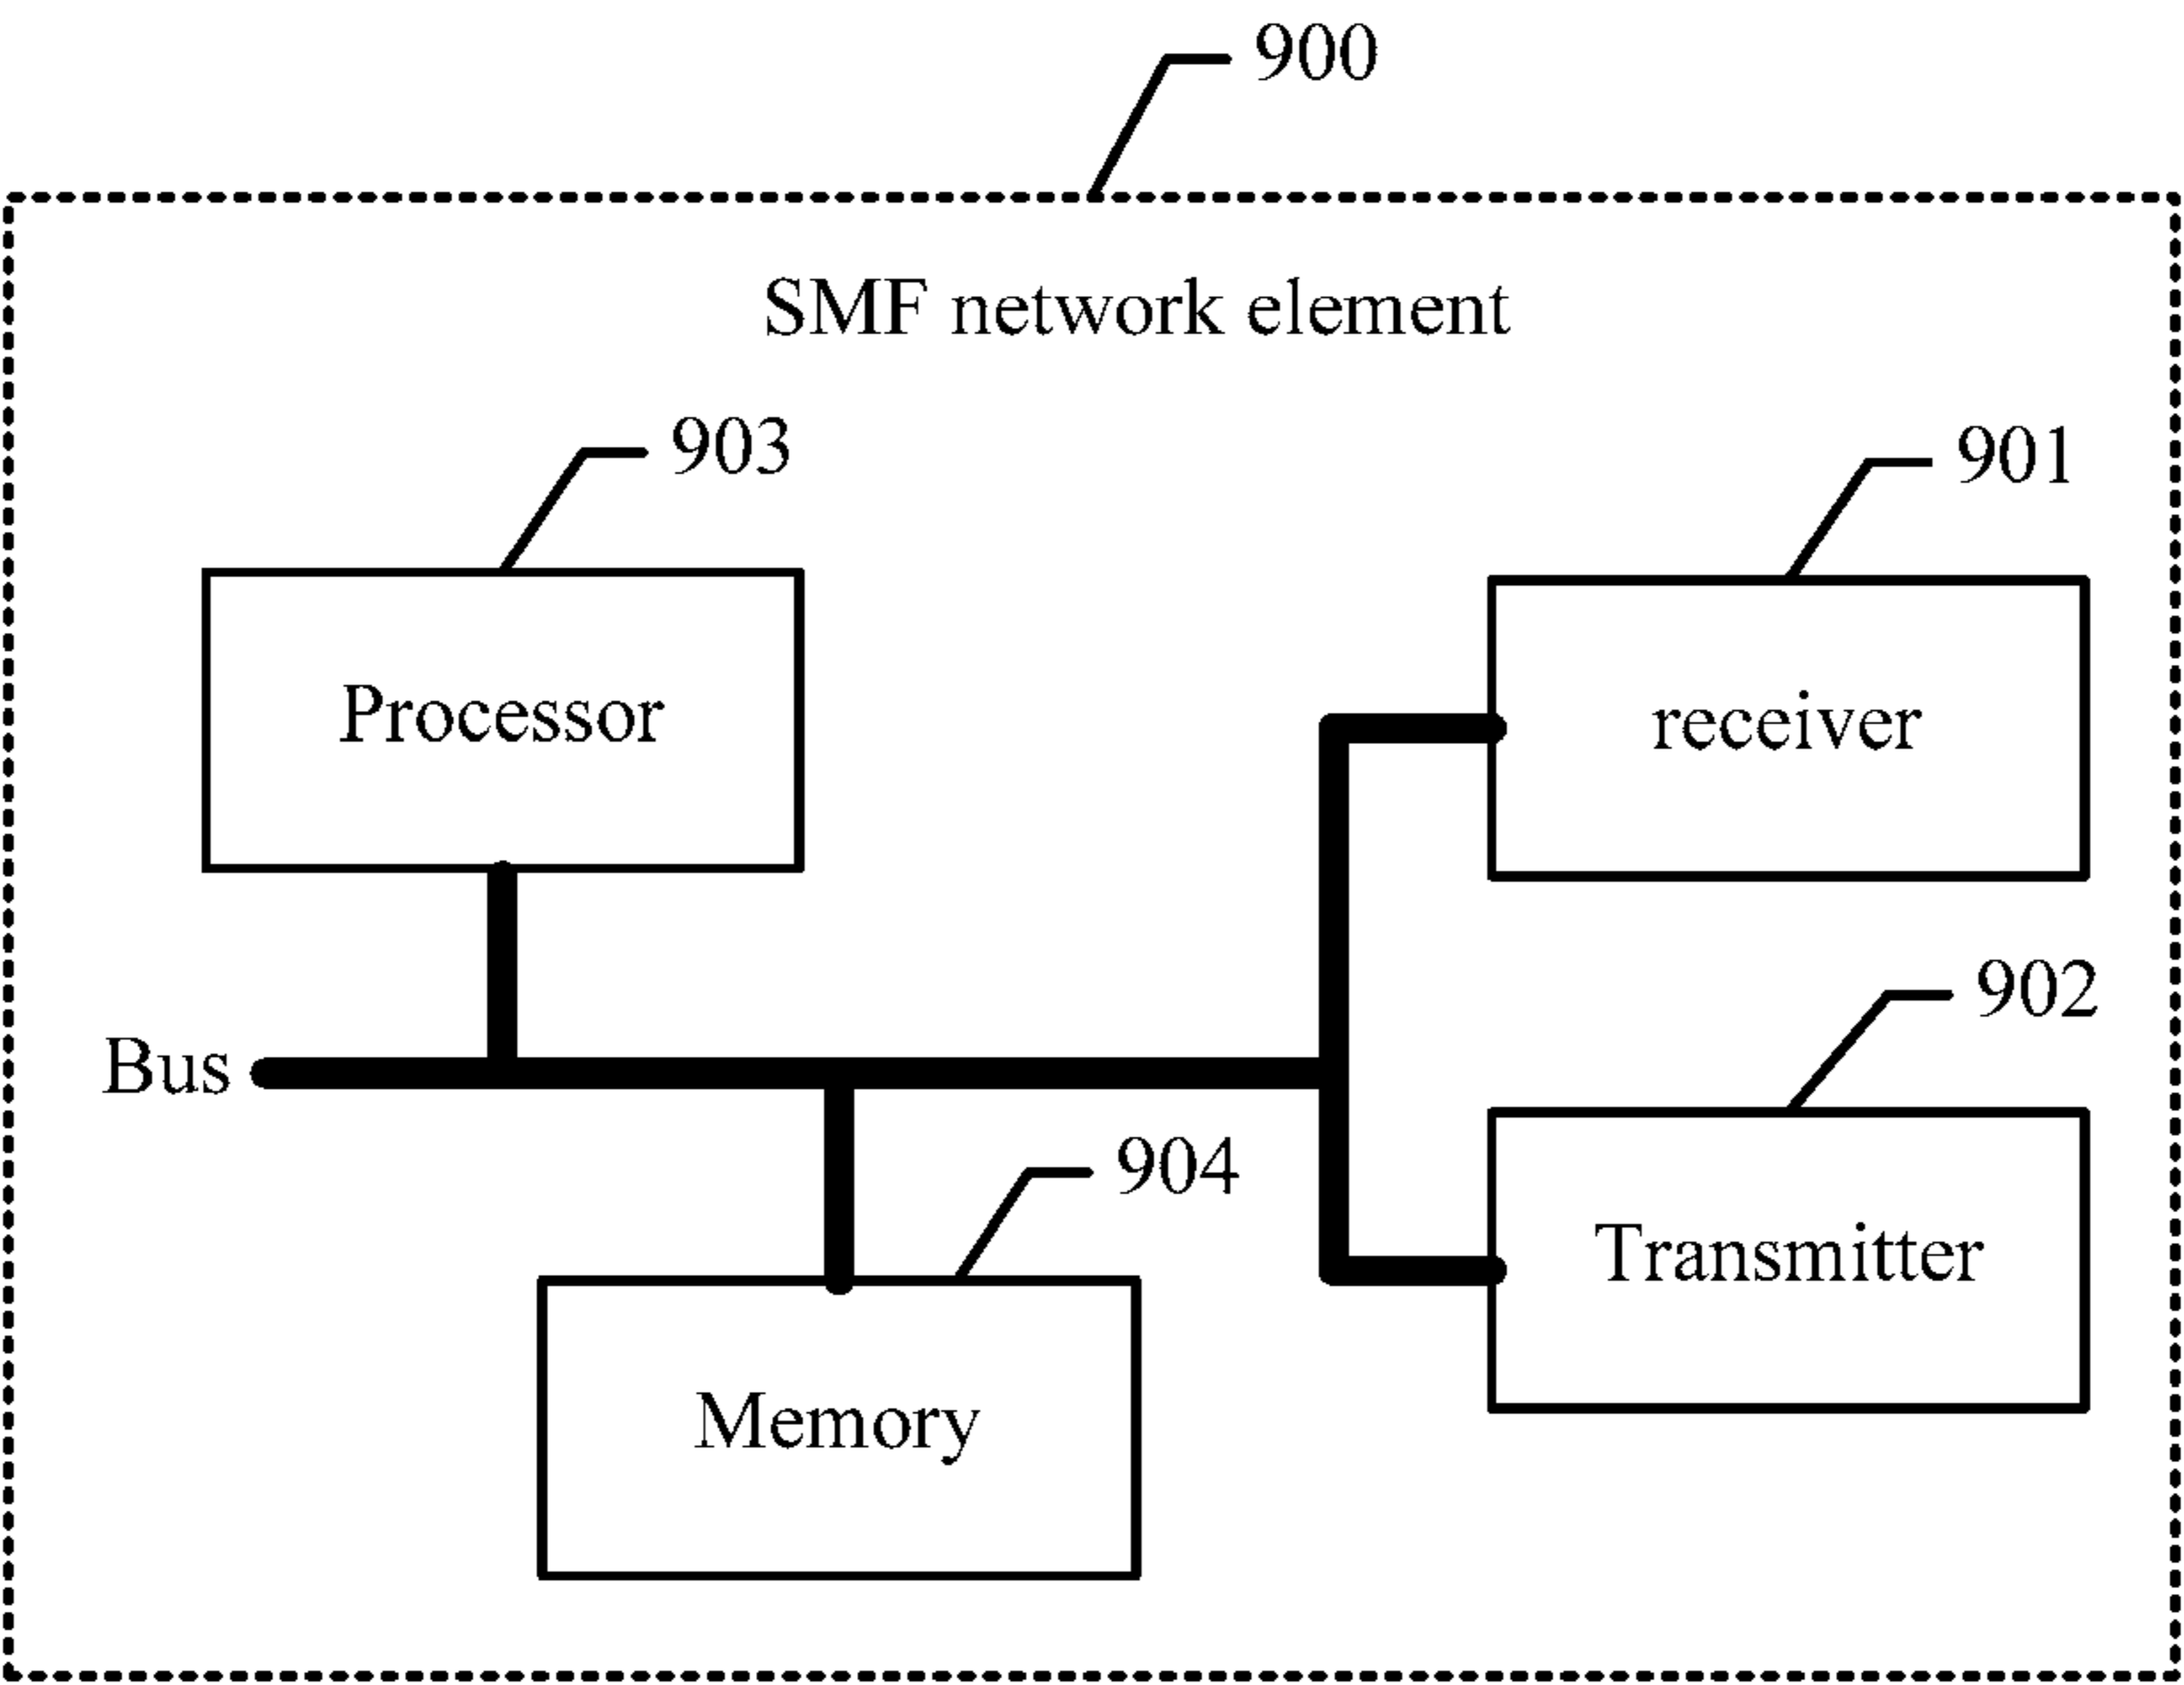 900
SMF network element
903
901
Processor
receiver
902
Bus
904
Transmitter
Memory